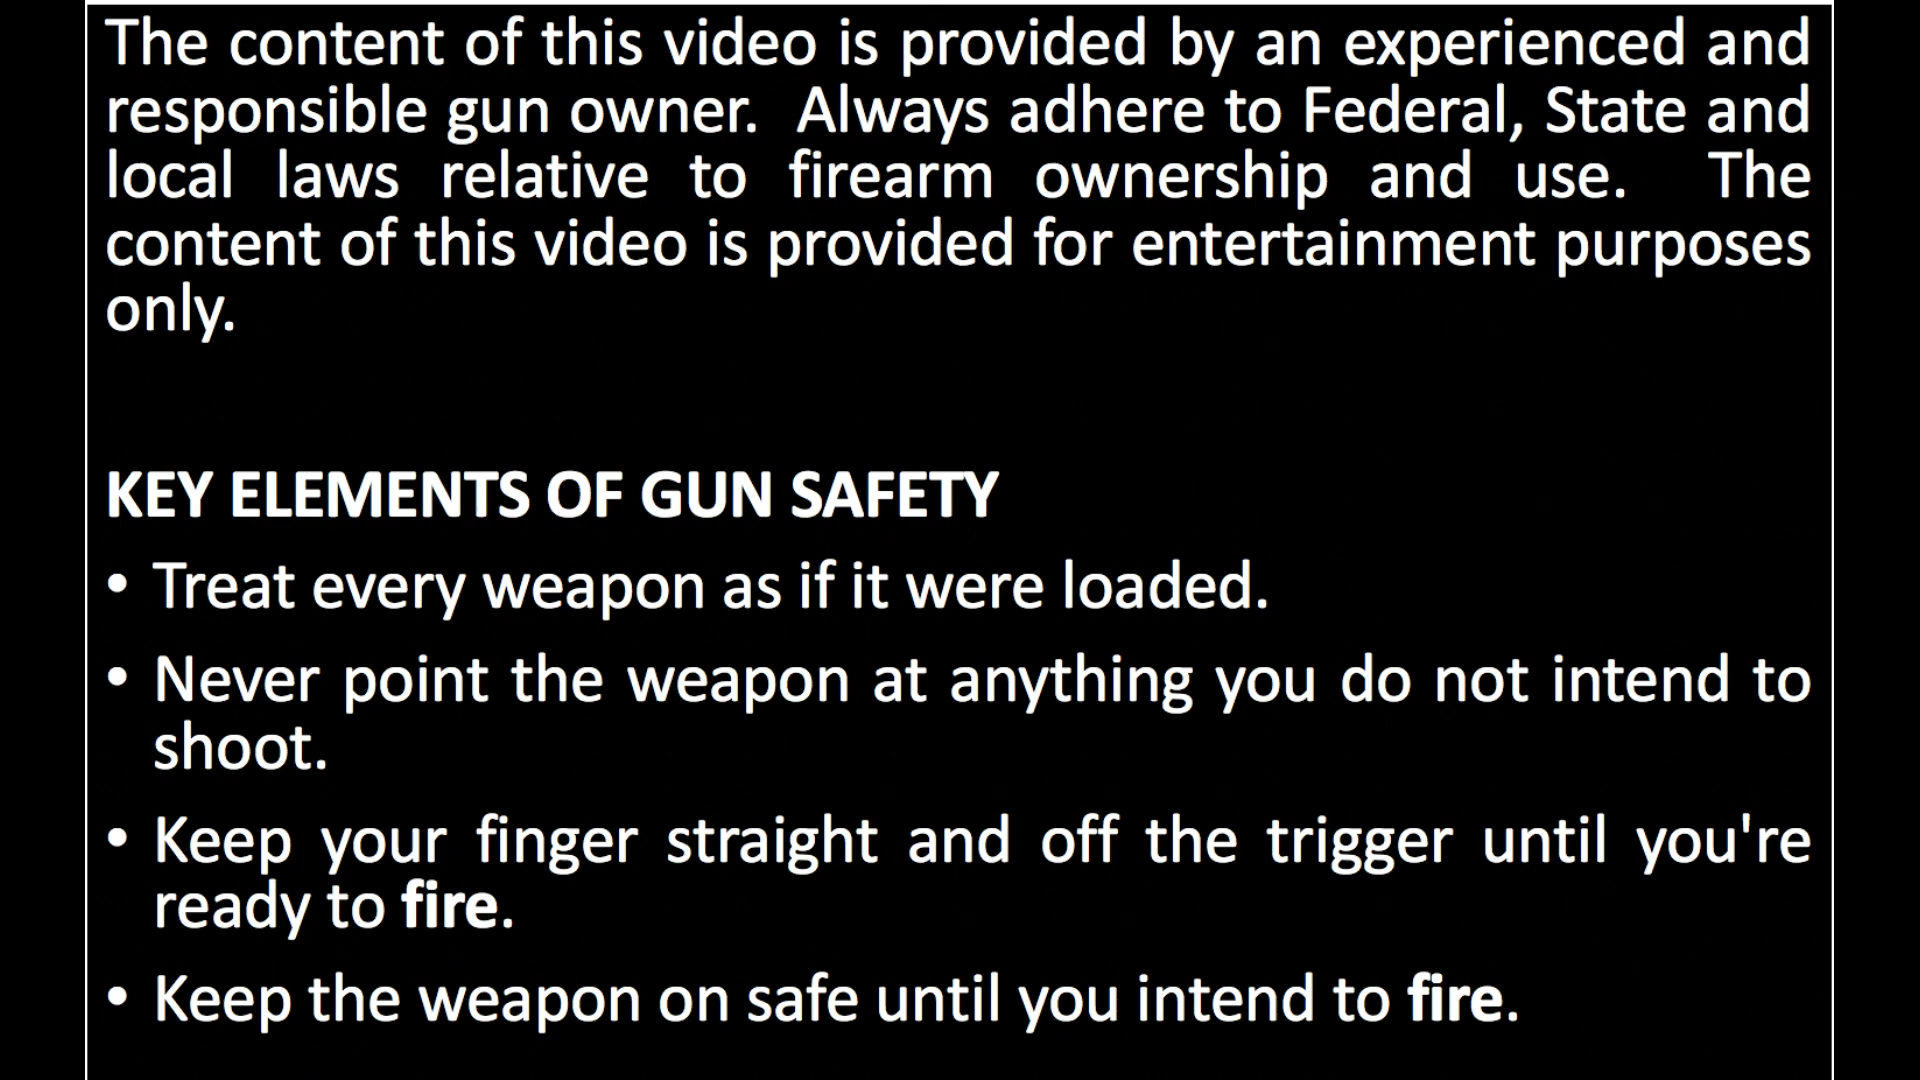 The content of this video is provided by an experienced and
responsible gun owner.  Always adhere to Federal, State and
local laws relative to firearm ownership and use.  The
content of this video is provided for entertainment purposes
only.
KEY ELEMENTS OF GUN SAFETY
• Treat every weapon as if it were loaded.
• Never point the weapon at anything you do not intend to
shoot.
• Keep your finger straight and off the trigger until you're
ready to fire.
• Keep the weapon on safe until you intend to fire.